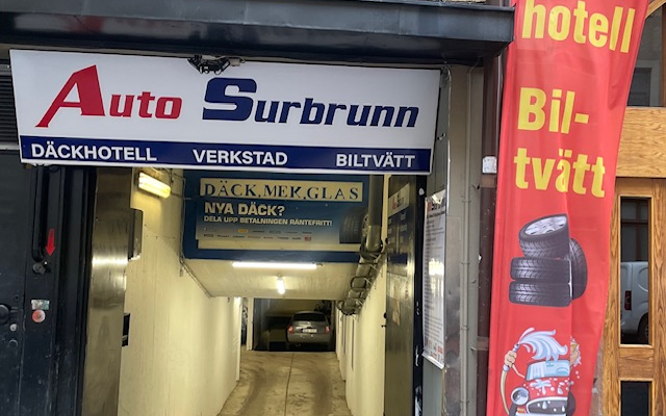 Auto Surbrunn
DÄCKHOTELL VERKSTAD BILTVÄTT
DÄCK, MEK, GLAS
NYA DÄCK?
DELA UPP BETALNINGEN RÄNTEFRITT!
hotell
Bil-
tvätt